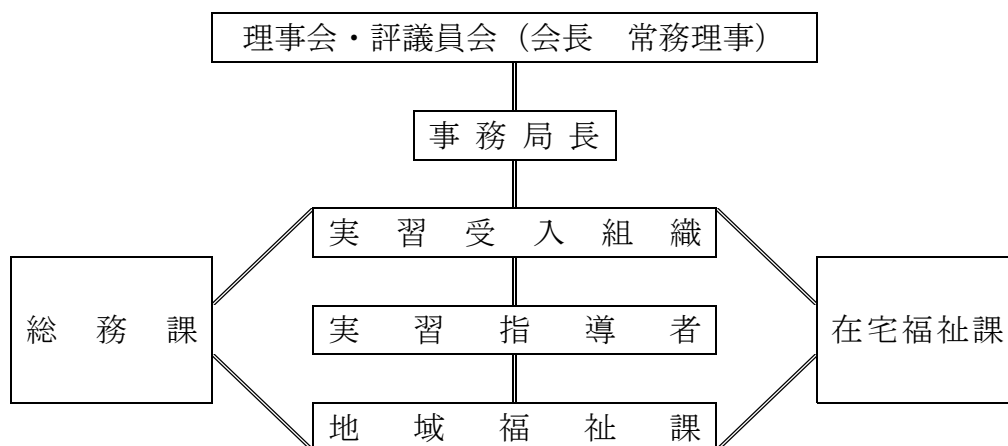 理事会・評議員会（会長　常務理事）
事務局長
実習受入組織
総務課
実習指導者
在宅福祉課
地域福祉課